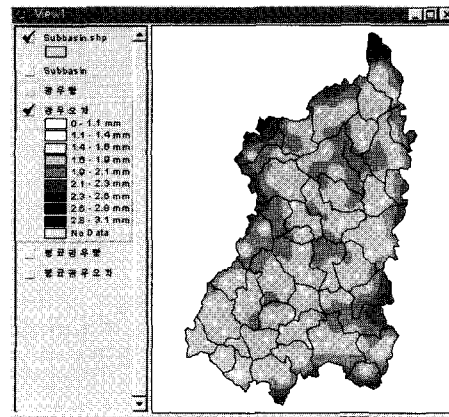 View1
Subbasin.shp
Subbasin
강우량
강우오차
0 - 1.1 mm
1.1 - 1.4 mm
1.4 - 1.6 mm
1.6 - 1.9 mm
1.9 - 2.1 mm
2.1 - 2.3 mm
2.3 - 2.6 mm
2.6 - 2.8 mm
2.8 - 3.1 mm
No Data
평균강우량
평균강우오차